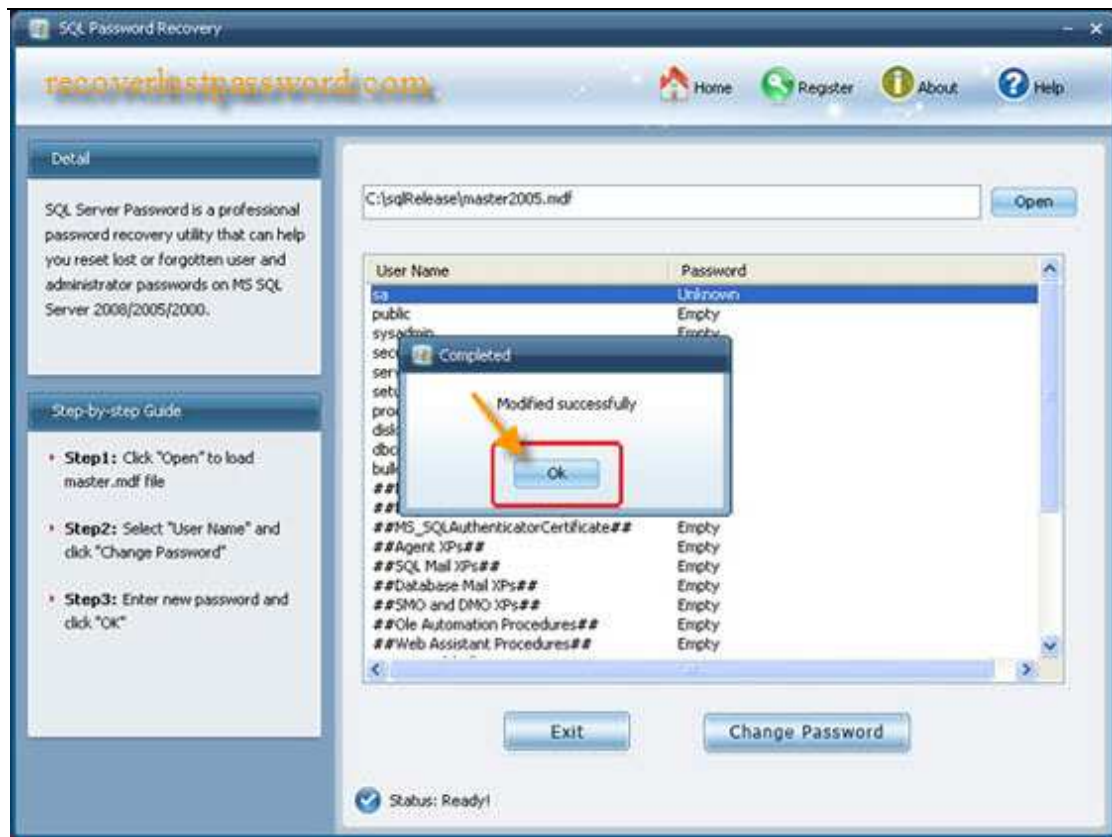 SQL Password Recovery
recoverlostpassword.com
Home
Register
About
Help
Detail
SQL Server Password is a professional
password recovery utility that can help
you reset lost or forgotten user and
administrator passwords on MS SQL
Server 2008/2005/2000.
Step-by-step Guide
Step1: Click "Open" to load
master.mdf file
Step2: Select "User Name" and
click "Change Password"
Step3: Enter new password and
click "OK"
C:\sqlRelease\master2005.mdf
Open
User Name Password
sa Unknown
public Empty
sysadmin Empty
Completed
Modified successfully
Ok
##MS_SQLAuthenticatorCertificate## Empty
##Agent XPs## Empty
##SQL Mail XPs## Empty
##Database Mail XPs## Empty
##SMO and DMO XPs## Empty
##Ole Automation Procedures## Empty
##Web Assistant Procedures## Empty
Exit
Change Password
Status: Ready!